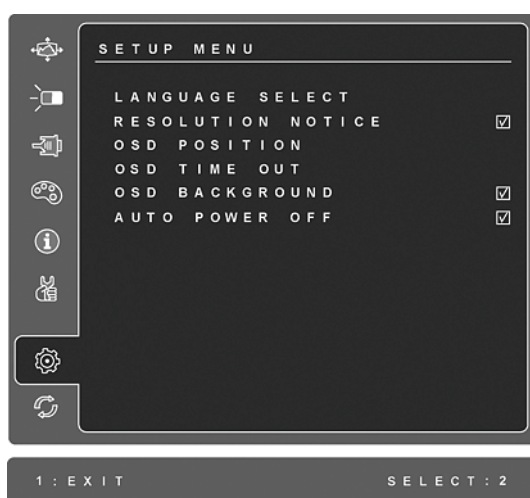 SETUP MENU
LANGUAGE SELECT
RESOLUTION NOTICE
OSD POSITION
OSD TIME OUT
OSD BACKGROUND
AUTO POWER OFF
1:EXIT SELECT:2